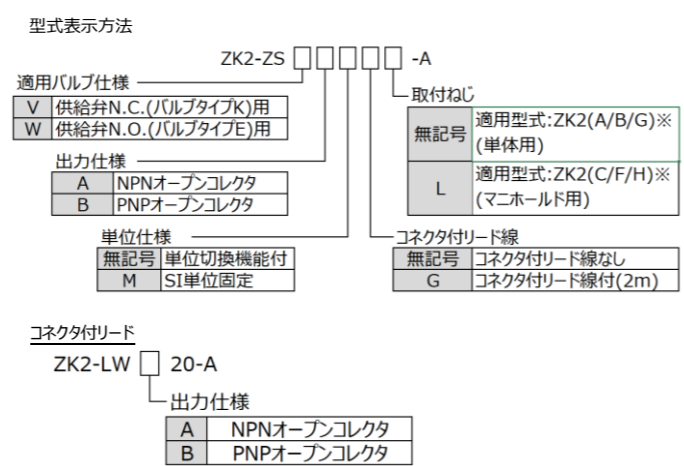 型式表示方法
ZK2-ZS □□□□□ -A
適用バルブ仕様
V 供給弁N.C.(バルブタイプK)用
W 供給弁N.O.(バルブタイプE)用
出力仕様
A NPNオープンコレクタ
B PNPオープンコレクタ
単位仕様
無記号 単位切換機能付
M SI単位固定
取付ねじ
無記号 適用型式:ZK2(A/B/G)※
(単体用)
L 適用型式:ZK2(C/F/H)※
(マニホールド用)
コネクタ付リード線
無記号 コネクタ付リード線なし
G コネクタ付リード線付(2m)
コネクタ付リード
ZK2-LW □ 20-A
出力仕様
A NPNオープンコレクタ
B PNPオープンコレクタ